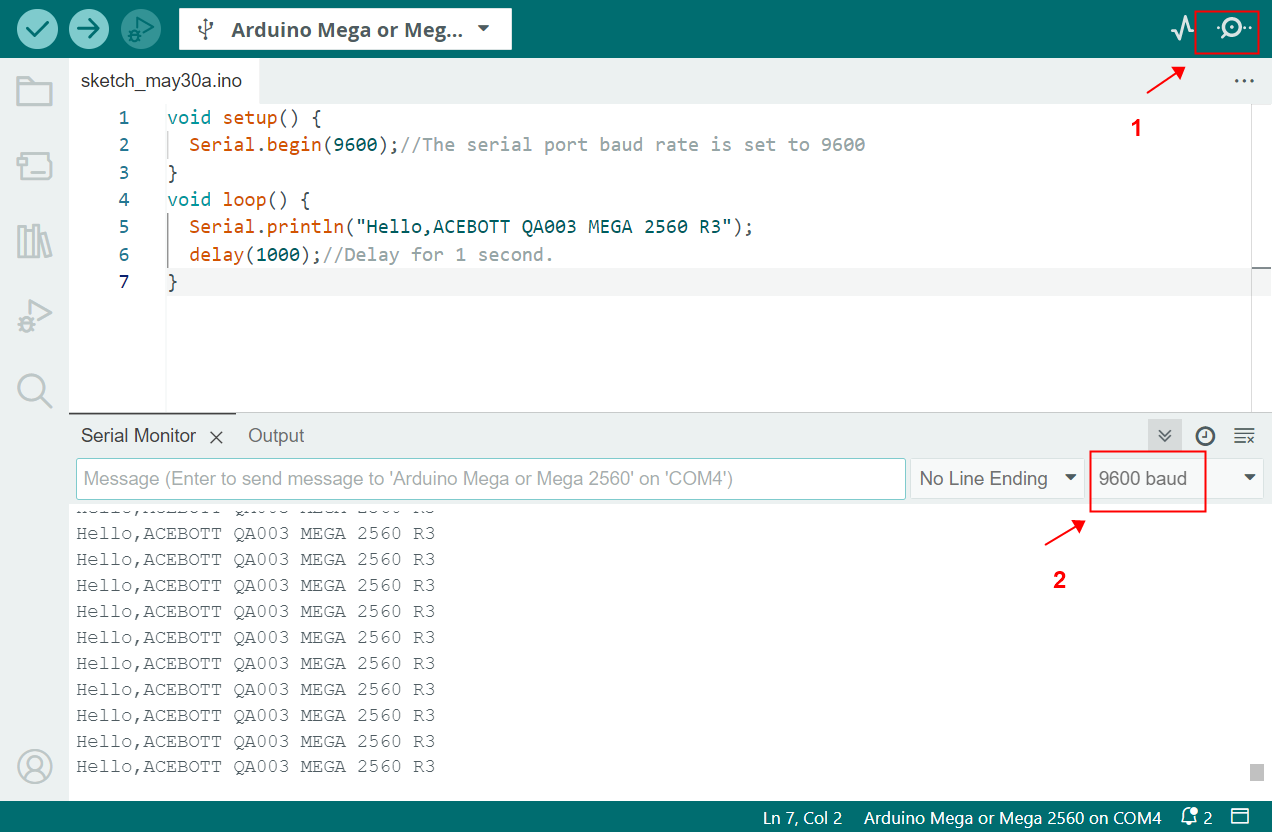 Arduino Mega or Meg...
sketch_may30a.ino
1
1 void setup() {
2 Serial.begin(9600);//The serial port baud rate is set to 9600
3 }
4 void loop() {
5 Serial.println("Hello,ACEBOTT QA003 MEGA 2560 R3");
6 delay(1000);//Delay for 1 second.
7 }
Serial Monitor Output
Message (Enter to send message to 'Arduino Mega or Mega 2560' on 'COM4') No Line Ending 9600 baud
2
Hello,ACEBOTT QA003 MEGA 2560 R3
Hello,ACEBOTT QA003 MEGA 2560 R3
Hello,ACEBOTT QA003 MEGA 2560 R3
Hello,ACEBOTT QA003 MEGA 2560 R3
Hello,ACEBOTT QA003 MEGA 2560 R3
Hello,ACEBOTT QA003 MEGA 2560 R3
Hello,ACEBOTT QA003 MEGA 2560 R3
Hello,ACEBOTT QA003 MEGA 2560 R3
Hello,ACEBOTT QA003 MEGA 2560 R3
Hello,ACEBOTT QA003 MEGA 2560 R3
Hello,ACEBOTT QA003 MEGA 2560 R3
Ln 7, Col 2 Arduino Mega or Mega 2560 on COM4 2